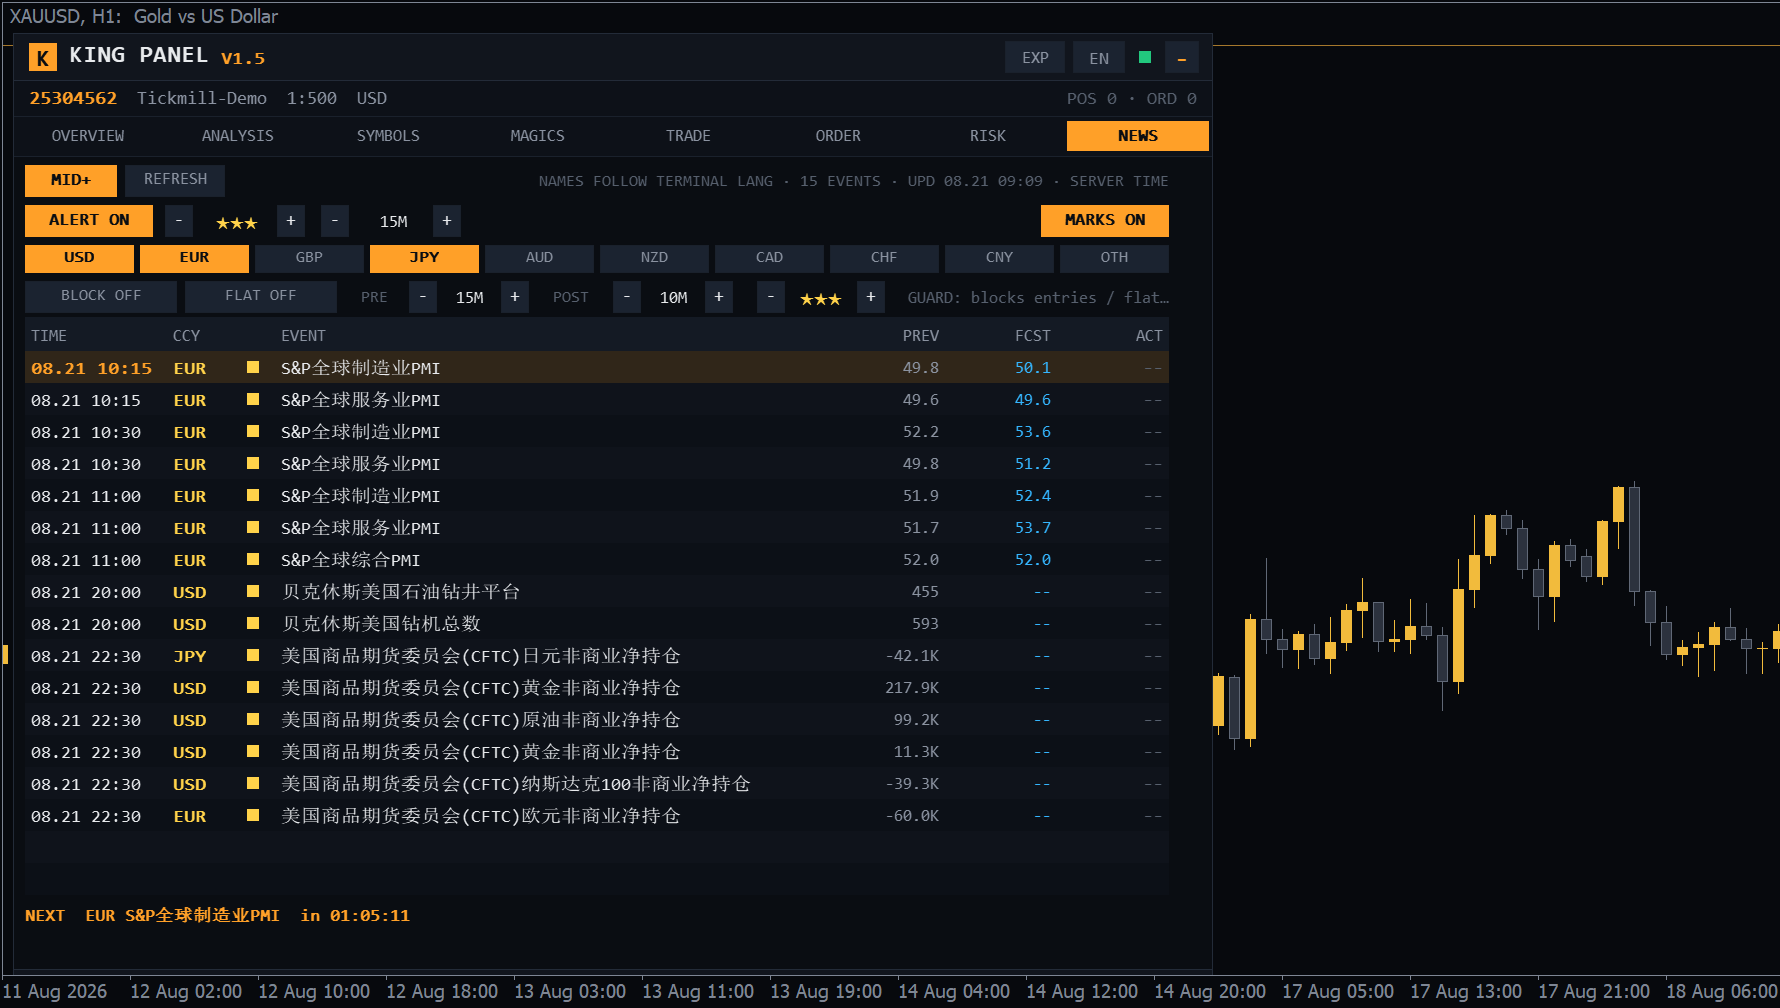 XAUUSD, H1: Gold vs US Dollar
K KING PANEL V1.5 EXP EN -
25304562 Tickmill-Demo 1:500 USD POS 0 · ORD 0
OVERVIEW ANALYSIS SYMBOLS MAGICS TRADE ORDER RISK NEWS
MID+ REFRESH NAMES FOLLOW TERMINAL LANG · 15 EVENTS · UPD 08.21 09:09 · SERVER TIME
ALERT ON - ★★★ + - 15M + MARKS ON
USD EUR GBP JPY AUD NZD CAD CHF CNY OTH
BLOCK OFF FLAT OFF PRE - 15M + POST - 10M + - ★★★ + GUARD: blocks entries / flat…
TIME CCY EVENT PREV FCST ACT
08.21 10:15 EUR S&P全球制造业PMI 49.8 50.1 --
08.21 10:15 EUR S&P全球服务业PMI 49.6 49.6 --
08.21 10:30 EUR S&P全球制造业PMI 52.2 53.6 --
08.21 10:30 EUR S&P全球服务业PMI 49.8 51.2 --
08.21 11:00 EUR S&P全球制造业PMI 51.9 52.4 --
08.21 11:00 EUR S&P全球服务业PMI 51.7 53.7 --
08.21 11:00 EUR S&P全球综合PMI 52.0 52.0 --
08.21 20:00 USD 贝克休斯美国石油钻井平台 455 -- --
08.21 20:00 USD 贝克休斯美国钻机总数 593 -- --
08.21 22:30 JPY 美国商品期货委员会(CFTC)日元非商业净持仓 -42.1K -- --
08.21 22:30 USD 美国商品期货委员会(CFTC)黄金非商业净持仓 217.9K -- --
08.21 22:30 USD 美国商品期货委员会(CFTC)原油非商业净持仓 99.2K -- --
08.21 22:30 USD 美国商品期货委员会(CFTC)黄金非商业净持仓 11.3K -- --
08.21 22:30 USD 美国商品期货委员会(CFTC)纳斯达克100非商业净持仓 -39.3K -- --
08.21 22:30 EUR 美国商品期货委员会(CFTC)欧元非商业净持仓 -60.0K -- --
NEXT EUR S&P全球制造业PMI in 01:05:11
11 Aug 2026 12 Aug 02:00 12 Aug 10:00 12 Aug 18:00 13 Aug 03:00 13 Aug 11:00 13 Aug 19:00 14 Aug 04:00 14 Aug 12:00 14 Aug 20:00 17 Aug 05:00 17 Aug 13:00 17 Aug 21:00 18 Aug 06:00